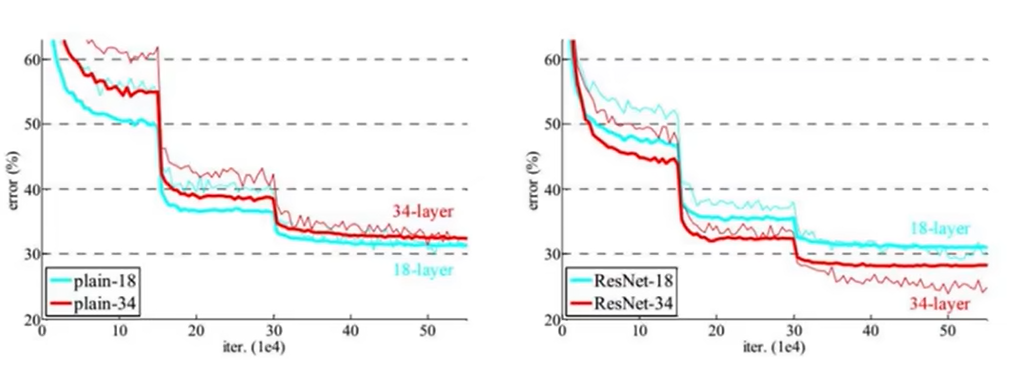 60
50
40
30
20
error (%)
34-layer
18-layer
plain-18
plain-34
0
10
20
30
40
50
iter. (1e4)
60
50
40
30
20
error (%)
18-layer
34-layer
ResNet-18
ResNet-34
0
10
20
30
40
50
iter. (1e4)